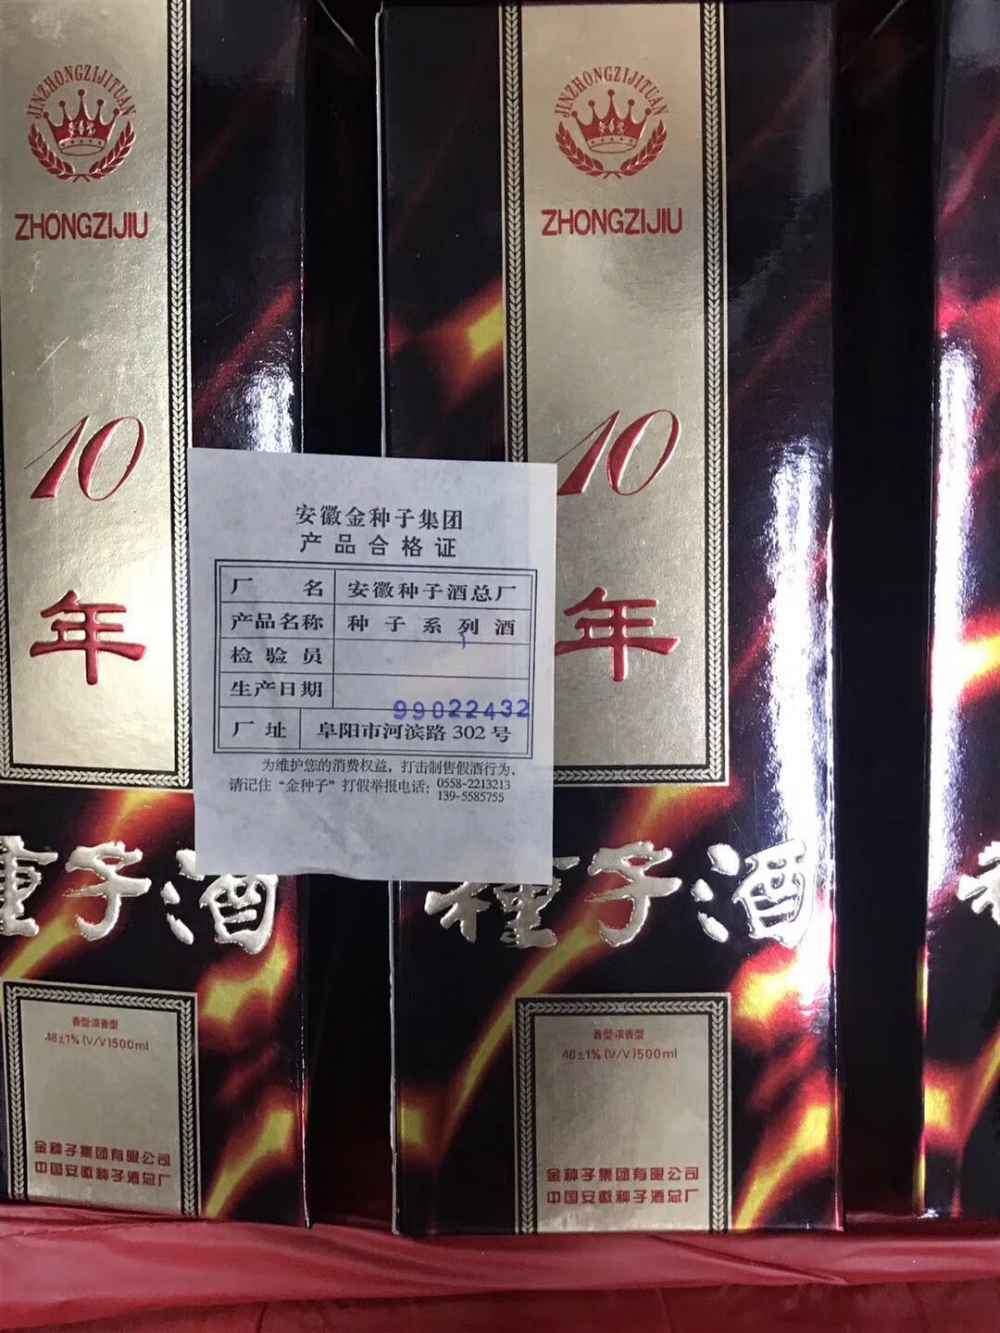 JINZHONGZIJITUAN
ZHONGZIJIU
10
年
種子酒
香型:浓香型
48±1% (V/V)500ml
金种子集团有限公司
中国安徽种子酒总厂
安徽金种子集团
产品合格证
厂 名 安徽种子酒总厂
产品名称 种子系列酒
检验员
生产日期
99022432
厂址 阜阳市河滨路 302 号
为维护您的消费权益，打击制售假酒行为，
请记住“金种子”打假举报电话：0558-2213213
139-5585755
JINZHONGZIJITUAN
ZHONGZIJIU
10
年
種子酒
香型:浓香型
48±1% (V/V)500ml
金种子集团有限公司
中国安徽种子酒总厂